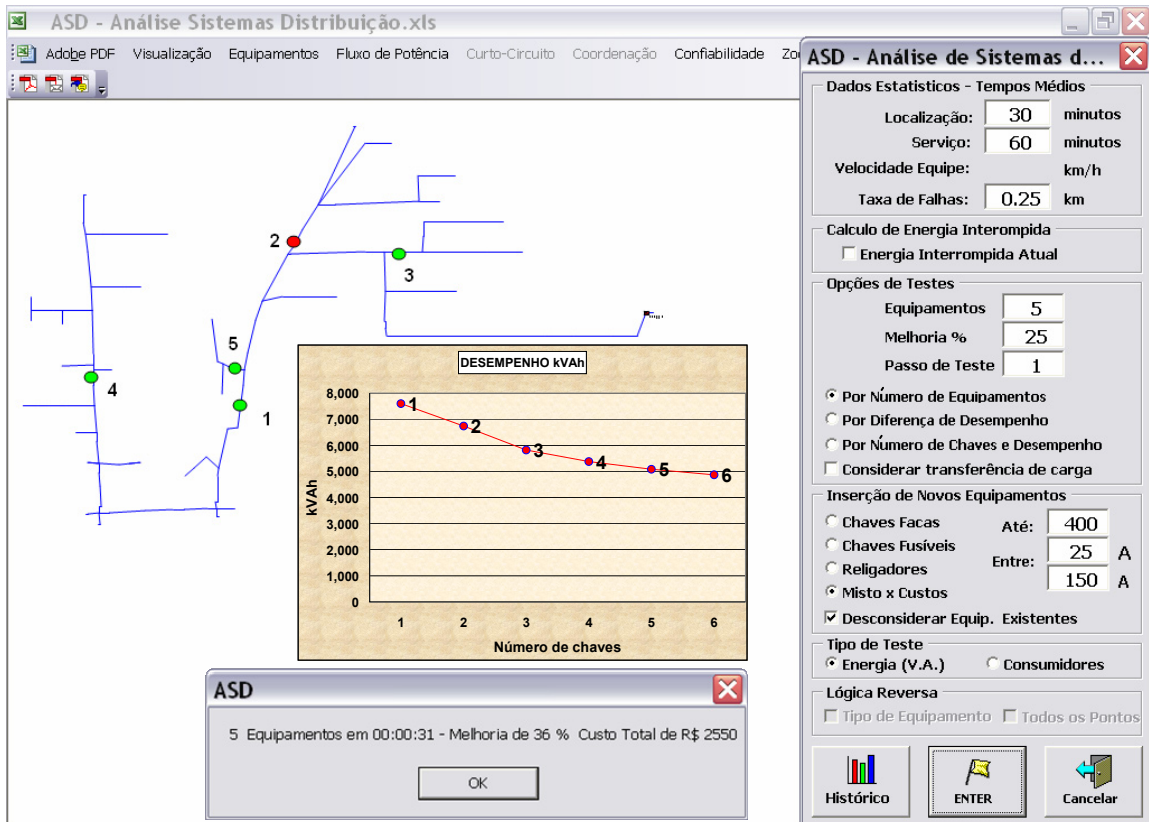 ASD - Análise Sistemas Distribuição.xls
Adobe PDF Visualização Equipamentos Fluxo de Potência Curto-Circuito Coordenação Confiabilidade Zo
2
3
5
4
1
DESEMPENHO kVAh
8,000
7,000
6,000
5,000
4,000
3,000
2,000
1,000
0
kVAh
1
2
3
4
5
6
1 2 3 4 5 6
Número de chaves
ASD
5 Equipamentos em 00:00:31 - Melhoria de 36 % Custo Total de R$ 2550
OK
ASD - Análise de Sistemas d...
Dados Estatisticos - Tempos Médios
Localização: 30 minutos
Serviço: 60 minutos
Velocidade Equipe: km/h
Taxa de Falhas: 0.25 km
Calculo de Energia Interompida
Energia Interrompida Atual
Opções de Testes
Equipamentos 5
Melhoria % 25
Passo de Teste 1
Por Número de Equipamentos
Por Diferença de Desempenho
Por Número de Chaves e Desempenho
Considerar transferência de carga
Inserção de Novos Equipamentos
Chaves Facas Até: 400
Chaves Fusíveis Entre: 25 A
Religadores 150 A
Misto x Custos
Desconsiderar Equip. Existentes
Tipo de Teste
Energia (V.A.) Consumidores
Lógica Reversa
Tipo de Equipamento Todos os Pontos
Histórico ENTER Cancelar